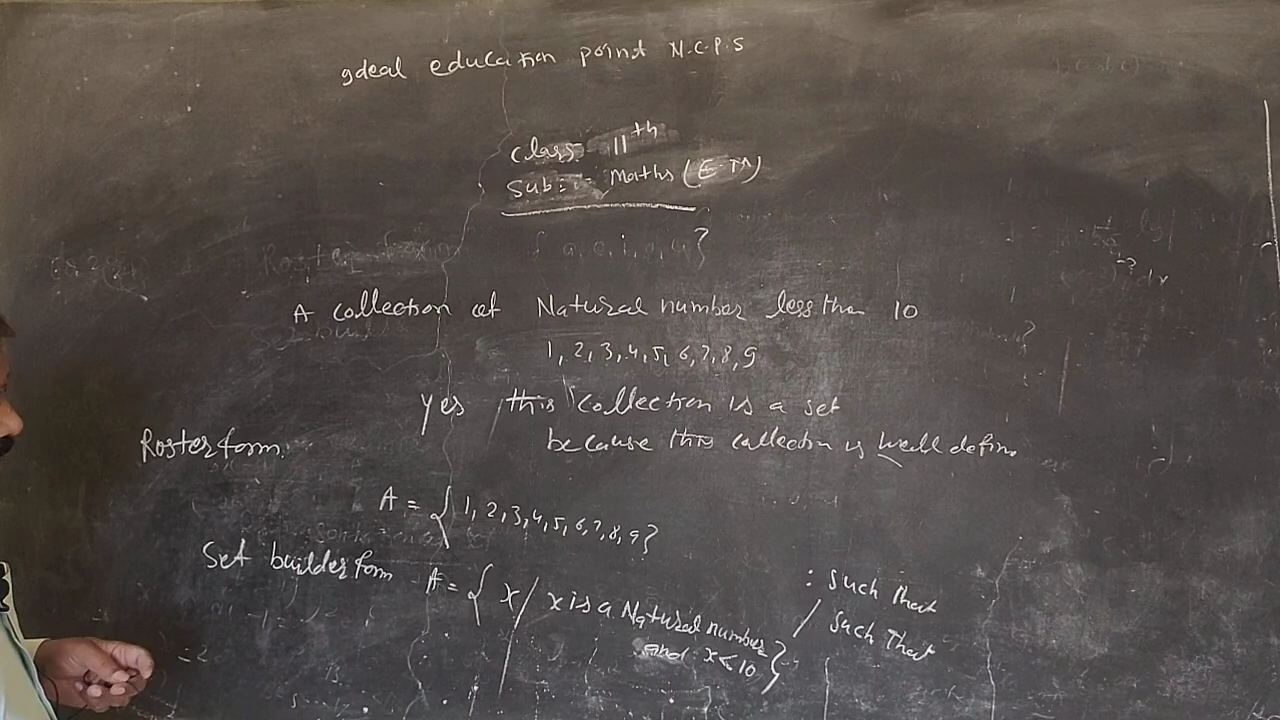 gdeal education point N.C.P.S
Class 11th
Sub:- Maths (E.TM)
Roster form { a, e, i, o, u}
A collection of Natural number less than 10
1, 2, 3, 4, 5, 6, 7, 8, 9
yes this collection is a set
because this collection is well define
Roster form.
A = { 1, 2, 3, 4, 5, 6, 7, 8, 9}
Set builder form A = { x / x is a Natural number
and x < 10 }
: such that
/ such That